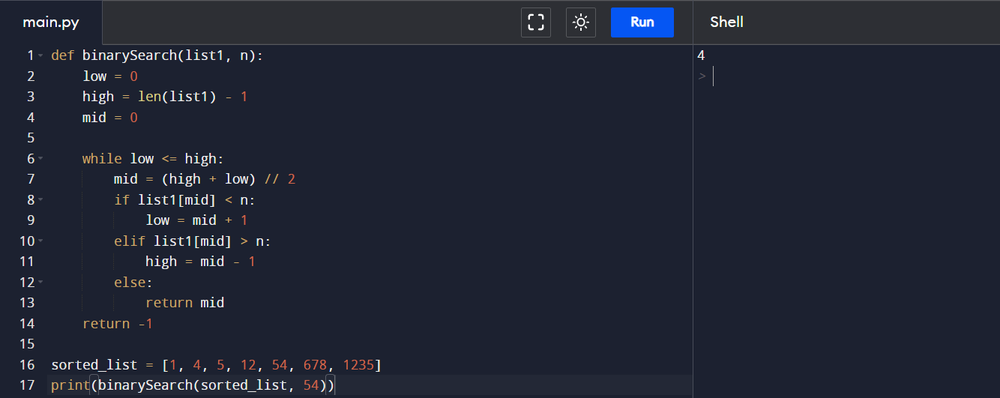 main.py
Run
Shell
1 def binarySearch(list1, n):
2     low = 0
3     high = len(list1) - 1
4     mid = 0
5
6     while low <= high:
7         mid = (high + low) // 2
8         if list1[mid] < n:
9             low = mid + 1
10         elif list1[mid] > n:
11             high = mid - 1
12         else:
13             return mid
14     return -1
15
16 sorted_list = [1, 4, 5, 12, 54, 678, 1235]
17 print(binarySearch(sorted_list, 54))
4
>